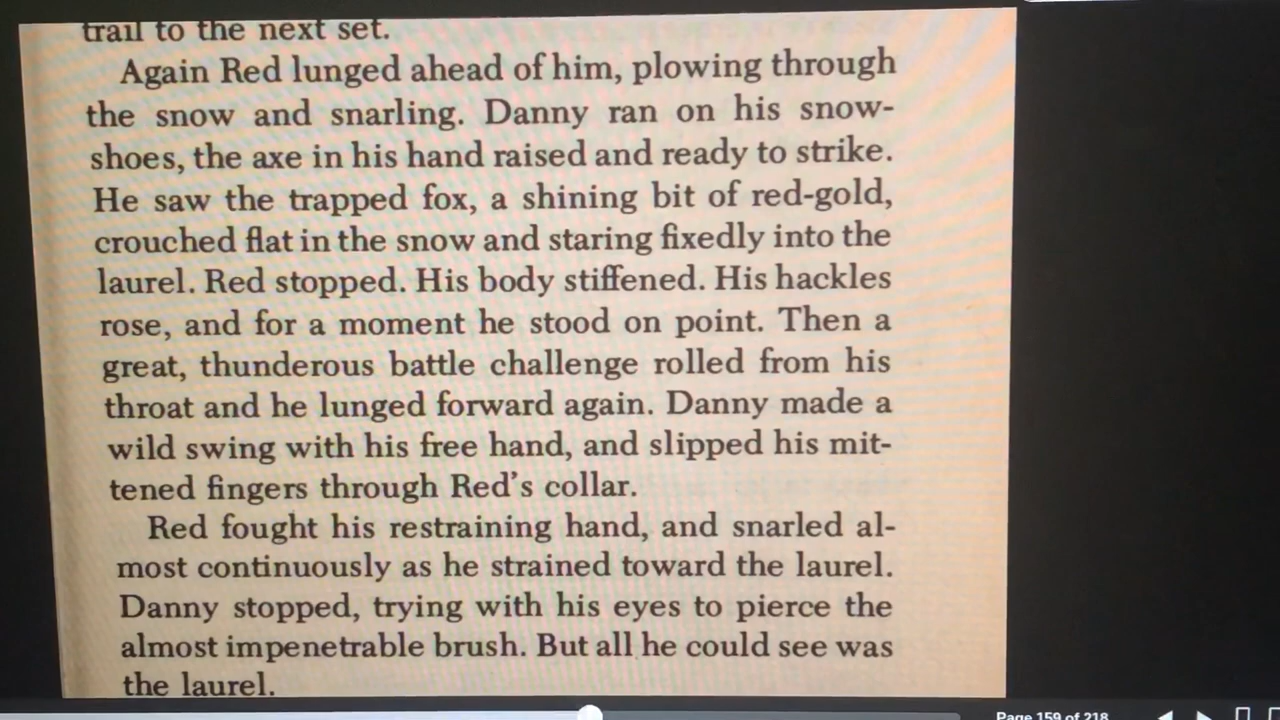 trail to the next set.
Again Red lunged ahead of him, plowing through
the snow and snarling. Danny ran on his snow-
shoes, the axe in his hand raised and ready to strike.
He saw the trapped fox, a shining bit of red-gold,
crouched flat in the snow and staring fixedly into the
laurel. Red stopped. His body stiffened. His hackles
rose, and for a moment he stood on point. Then a
great, thunderous battle challenge rolled from his
throat and he lunged forward again. Danny made a
wild swing with his free hand, and slipped his mit-
tened fingers through Red's collar.
Red fought his restraining hand, and snarled al-
most continuously as he strained toward the laurel.
Danny stopped, trying with his eyes to pierce the
almost impenetrable brush. But all he could see was
the laurel.
Page 159 of 218